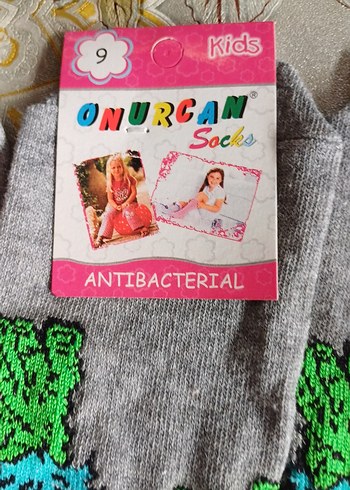 9
Kids
ONURCAN®
Socks
ANTIBACTERIAL